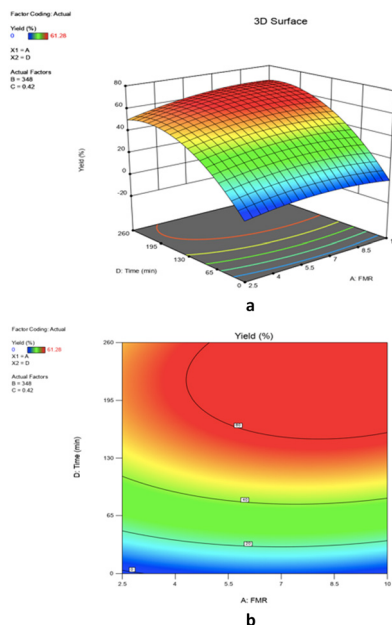 Factor Coding: Actual
3D Surface
Yield (%)
0 61.28
X1 = A
X2 = D
Actual Factors
B = 348
C = 0.42
80
60
40
20
0
-20
Yield (%)
260
195
130
65
0
D: Time (min)
2.5
4
5.5
7
8.5
A: FMR
a
Factor Coding: Actual
Yield (%)
Yield (%)
0 61.28
X1 = A
X2 = D
Actual Factors
B = 348
C = 0.42
260
195
130
65
0
D: Time (min)
2.5
4
5.5
7
8.5
10
A: FMR
b